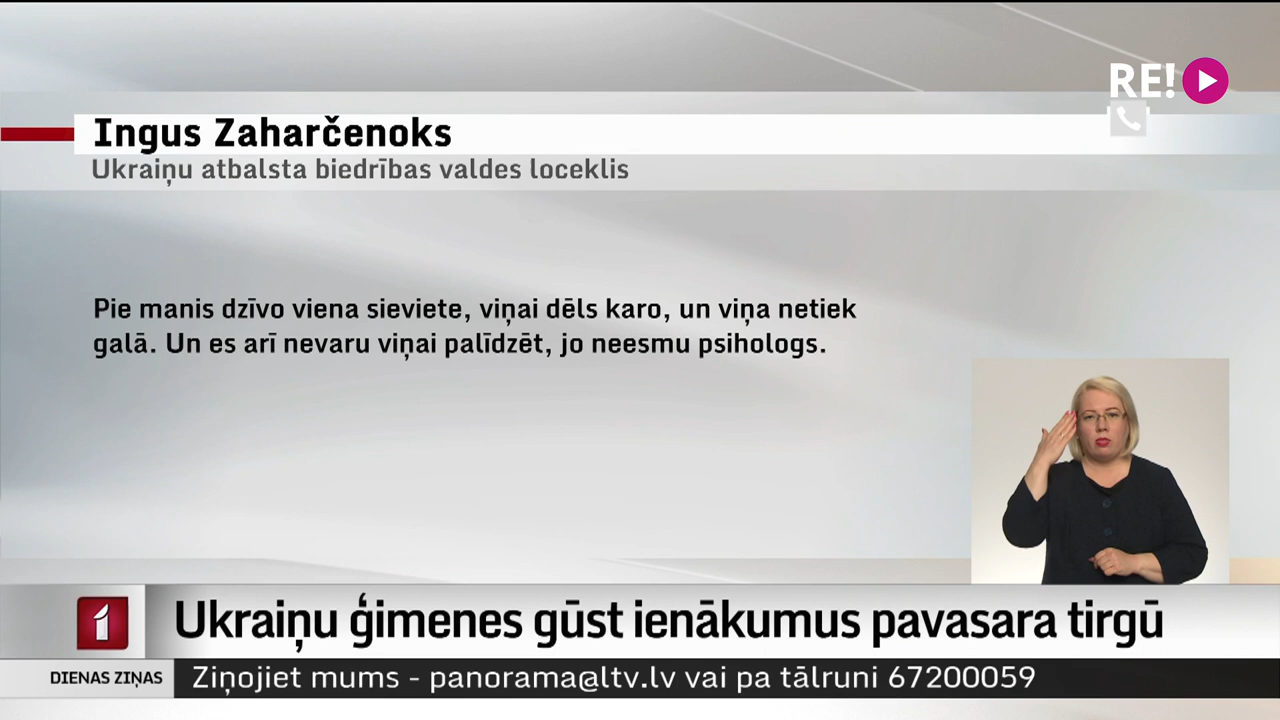 RE!
Ingus Zaharčenoks
Ukraiņu atbalsta biedrības valdes loceklis
Pie manis dzīvo viena sieviete, viņai dēls karo, un viņa netiek
galā. Un es arī nevaru viņai palīdzēt, jo neesmu psihologs.
1
Ukraiņu ģimenes gūst ienākumus pavasara tirgū
DIENAS ZIŅAS
Ziņojiet mums - panorama@ltv.lv vai pa tālruni 67200059